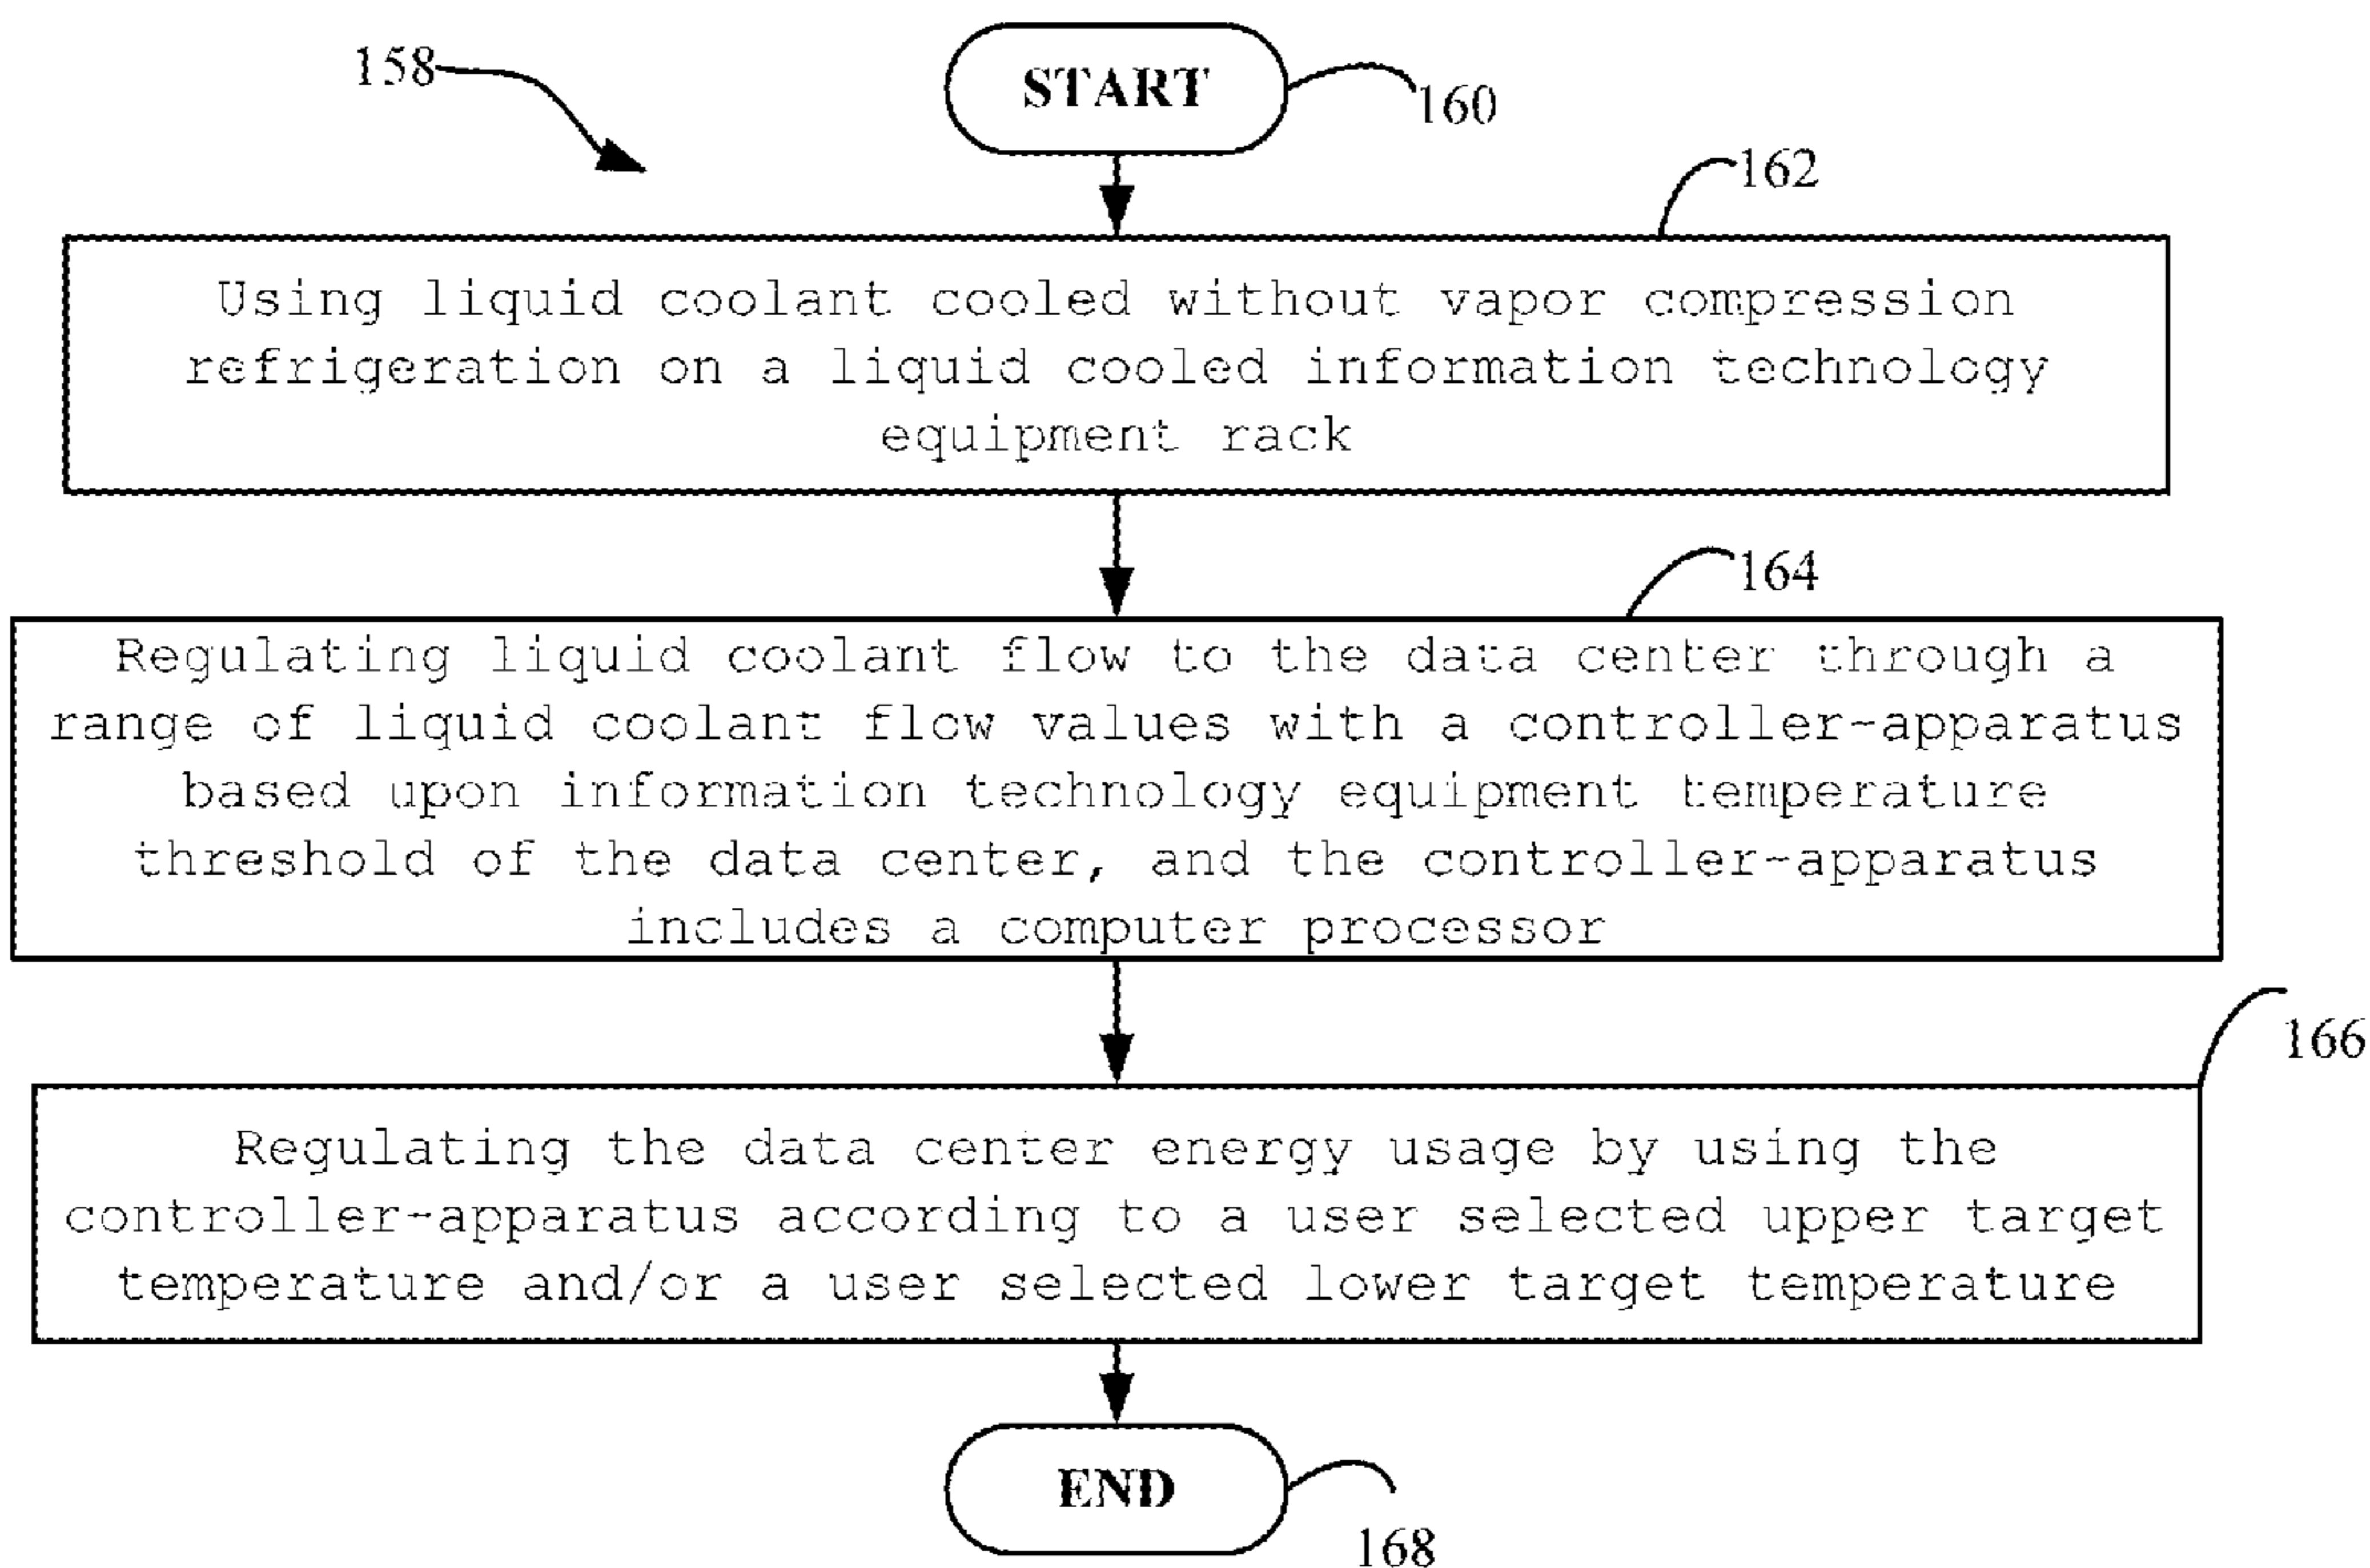 158
START
160
162
Using liquid coolant cooled without vapor compression
refrigeration on a liquid cooled information technology
equipment rack
164
Regulating liquid coolant flow to the data center through a
range of liquid coolant flow values with a controller-apparatus
based upon information technology equipment temperature
threshold of the data center, and the controller-apparatus
includes a computer processor
166
Regulating the data center energy usage by using the
controller-apparatus according to a user selected upper target
temperature and/or a user selected lower target temperature
END
168